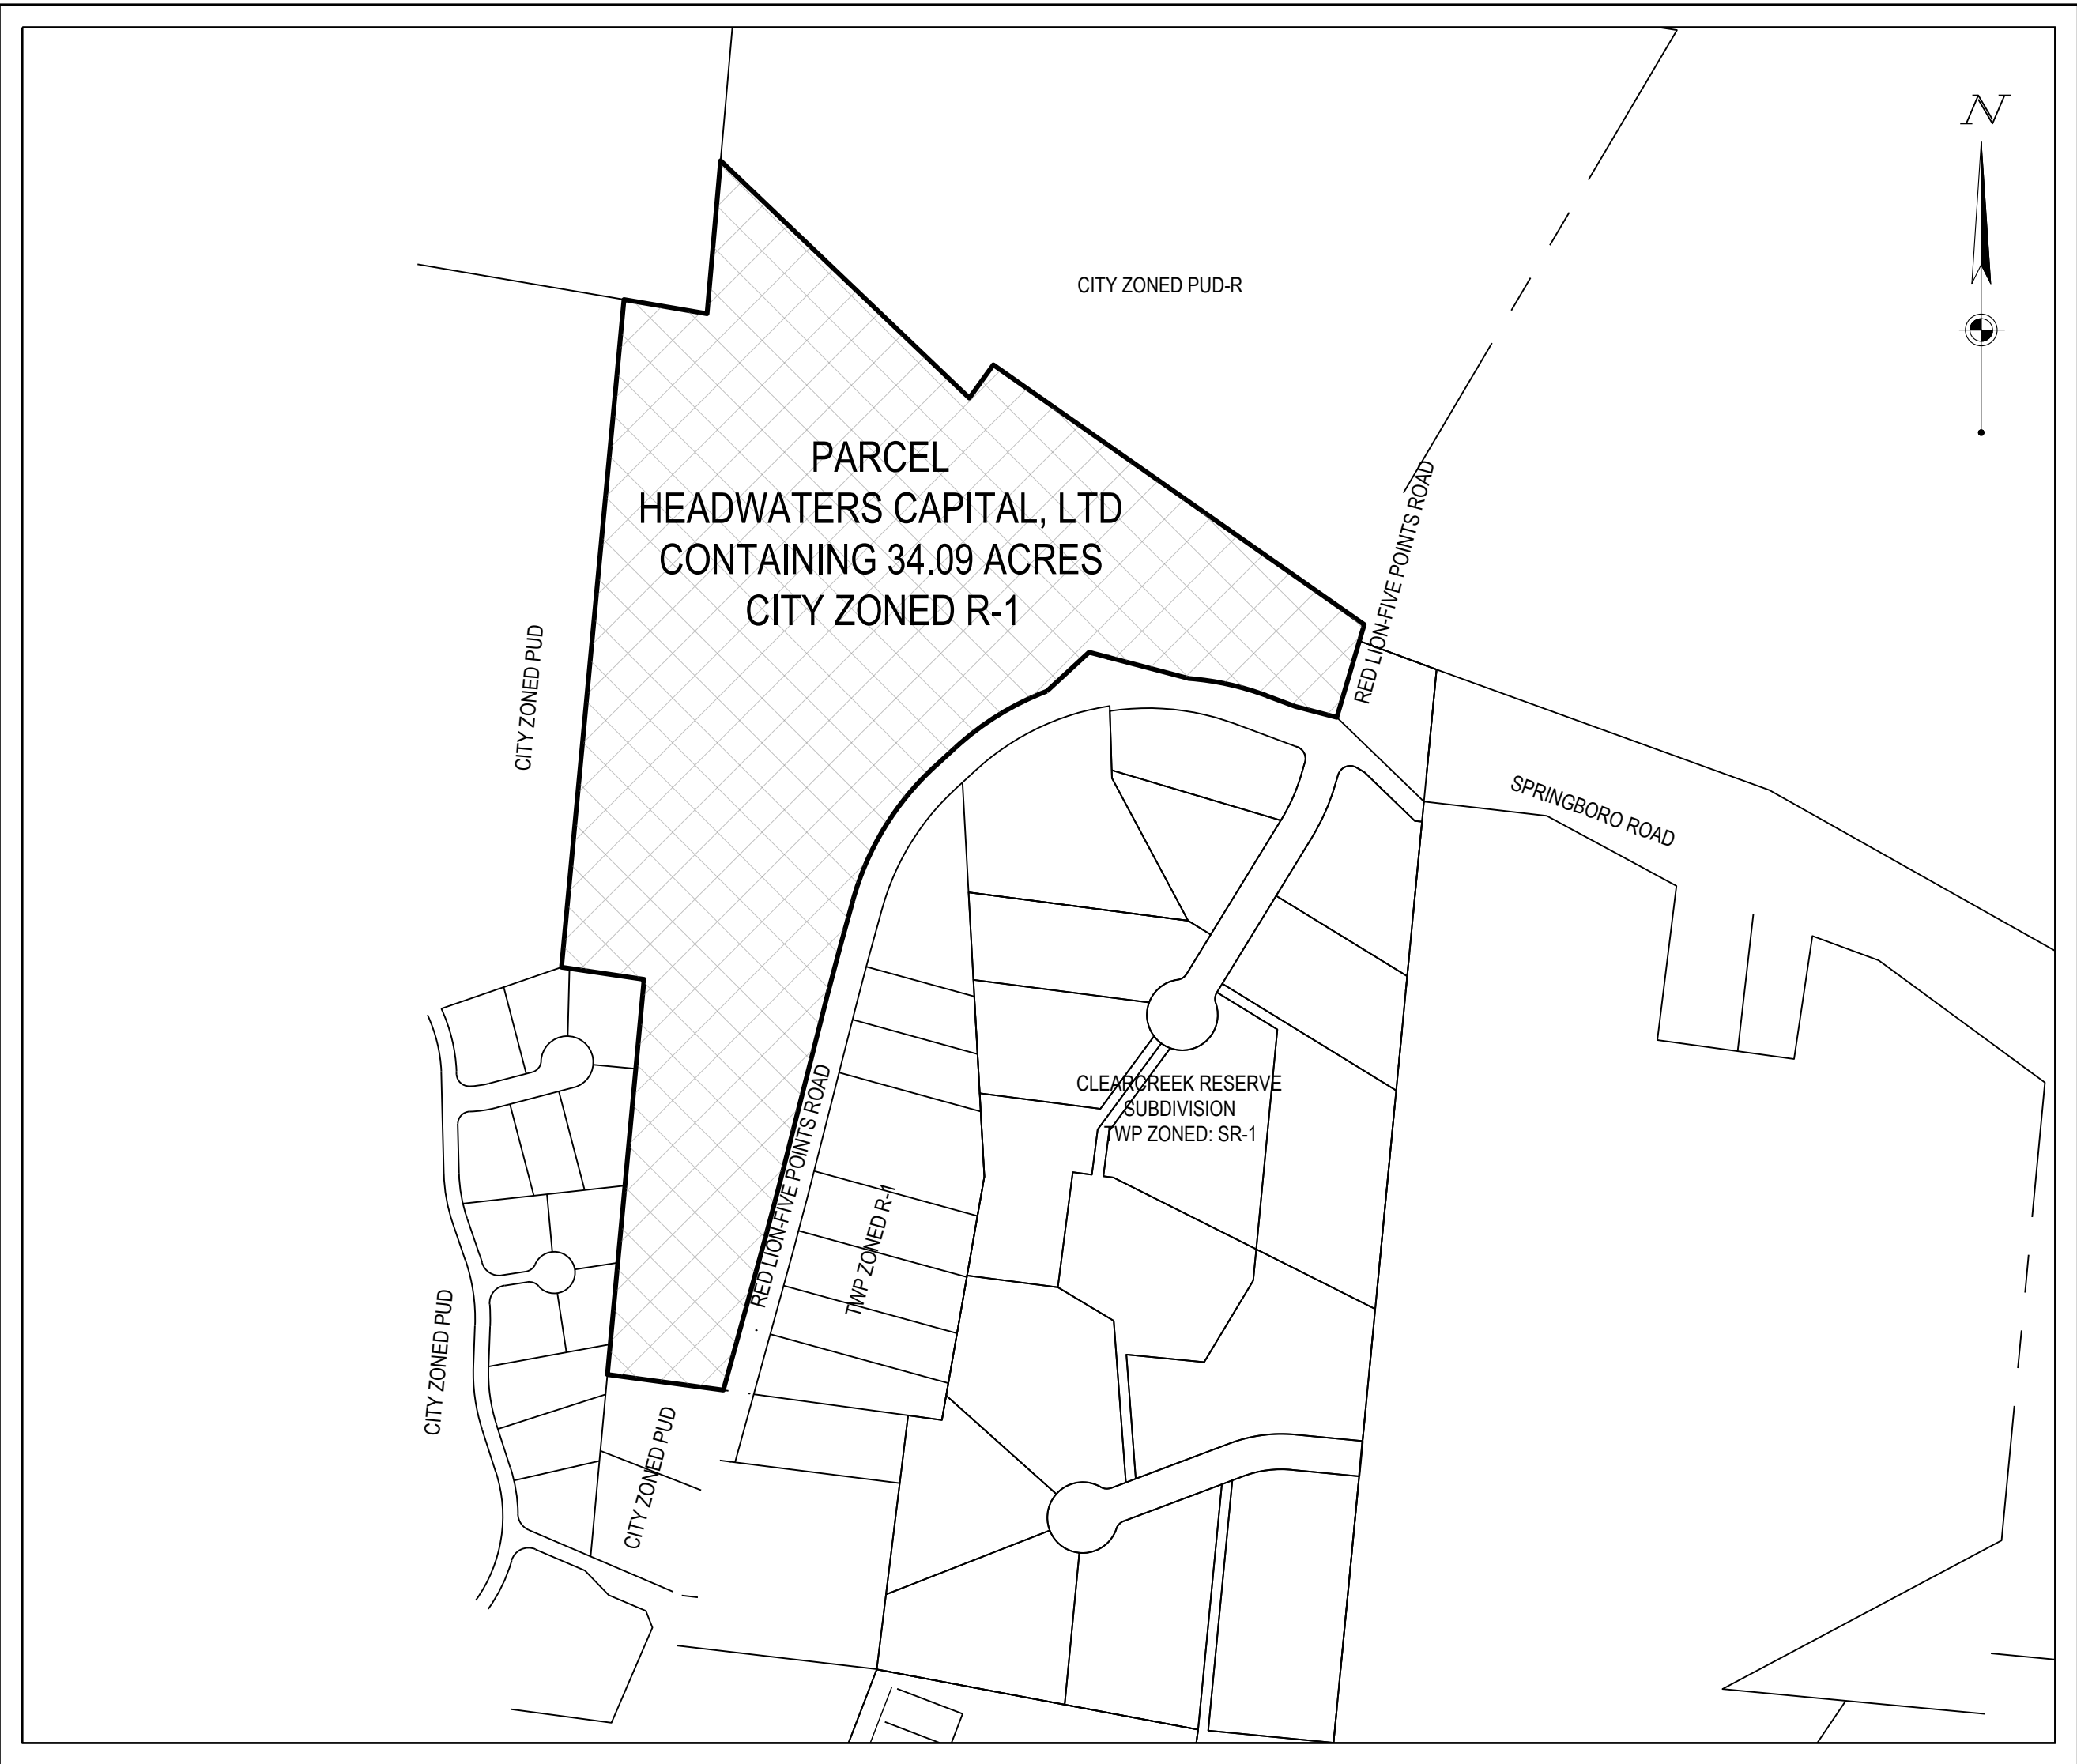 N
CITY ZONED PUD-R
PARCEL
HEADWATERS CAPITAL, LTD
CONTAINING 34.09 ACRES
CITY ZONED R-1
RED LION-FIVE POINTS ROAD
CITY ZONED PUD
SPRINGBORO ROAD
CLEARCREEK RESERVE
SUBDIVISION
TWP ZONED: SR-1
RED LION-FIVE POINTS ROAD
TWP ZONED R-1
CITY ZONED PUD
CITY ZONED PUD